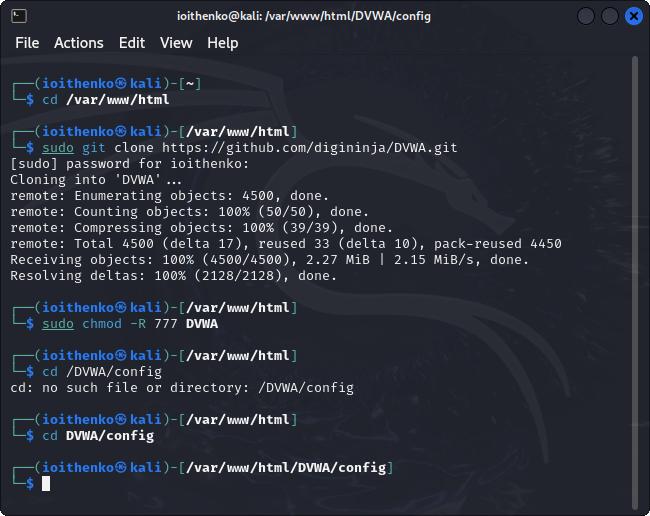 ioithenko@kali: /var/www/html/DVWA/config
File Actions Edit View Help
┌──(ioithenko㉿kali)-[~]
└─$ cd /var/www/html
┌──(ioithenko㉿kali)-[/var/www/html]
└─$ sudo git clone https://github.com/digininja/DVWA.git
[sudo] password for ioithenko:
Cloning into 'DVWA'...
remote: Enumerating objects: 4500, done.
remote: Counting objects: 100% (50/50), done.
remote: Compressing objects: 100% (39/39), done.
remote: Total 4500 (delta 17), reused 33 (delta 10), pack-reused 4450
Receiving objects: 100% (4500/4500), 2.27 MiB | 2.15 MiB/s, done.
Resolving deltas: 100% (2128/2128), done.
┌──(ioithenko㉿kali)-[/var/www/html]
└─$ sudo chmod -R 777 DVWA
┌──(ioithenko㉿kali)-[/var/www/html]
└─$ cd /DVWA/config
cd: no such file or directory: /DVWA/config
┌──(ioithenko㉿kali)-[/var/www/html]
└─$ cd DVWA/config
┌──(ioithenko㉿kali)-[/var/www/html/DVWA/config]
└─$